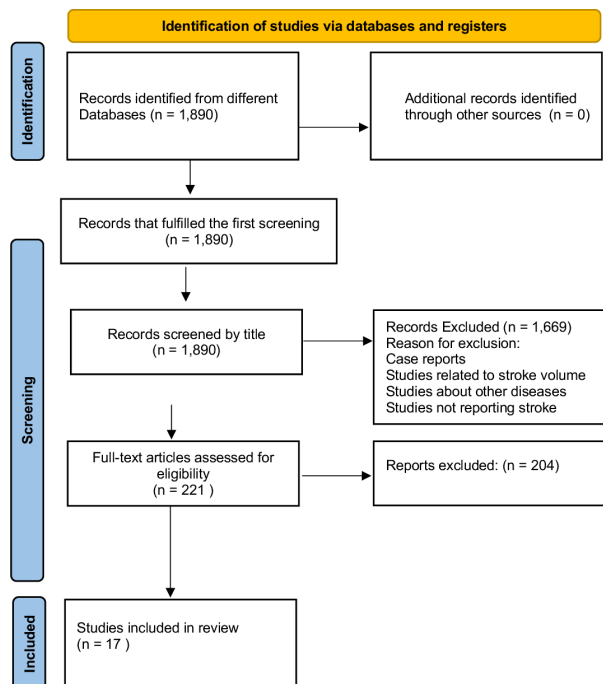 Identification of studies via databases and registers
Identification
Records identified from different
Databases (n = 1,890)
Additional records identified
through other sources (n = 0)
Records that fulfilled the first screening
(n = 1,890)
Screening
Records screened by title
(n = 1,890)
Records Excluded (n = 1,669)
Reason for exclusion:
Case reports
Studies related to stroke volume
Studies about other diseases
Studies not reporting stroke
Full-text articles assessed for
eligibility
(n = 221 )
Reports excluded: (n = 204)
Included
Studies included in review
(n = 17 )